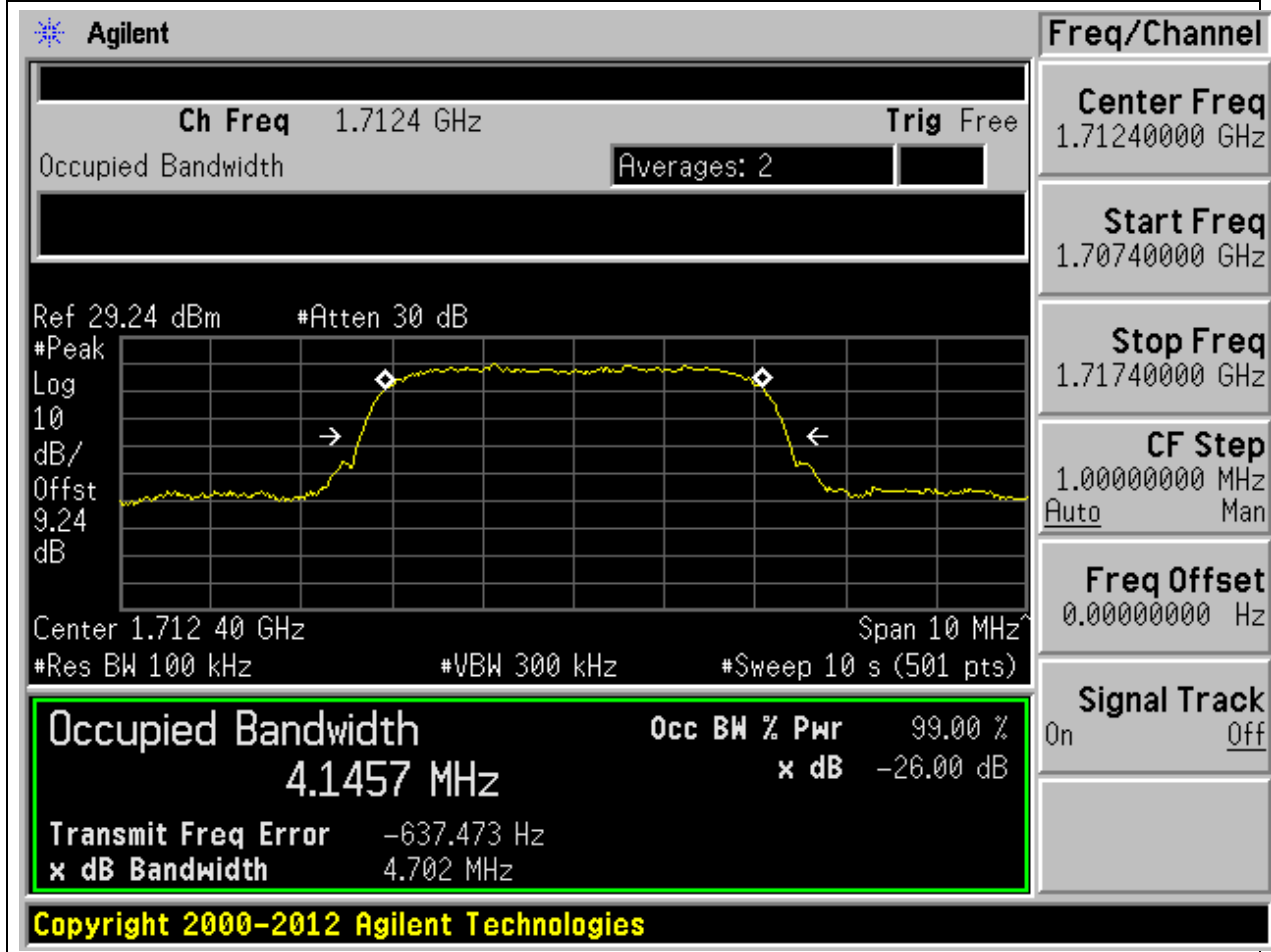 Agilent
Freq/Channel
Ch Freq 1.7124 GHz Trig Free
Occupied Bandwidth Averages: 2
Center Freq
1.71240000 GHz
Start Freq
1.70740000 GHz
Stop Freq
1.71740000 GHz
CF Step
1.00000000 MHz
Auto Man
Freq Offset
0.00000000 Hz
Signal Track
On Off
Ref 29.24 dBm #Atten 30 dB
#Peak
Log
10
dB/
Offst
9.24
dB
Center 1.712 40 GHz Span 10 MHz^
#Res BW 100 kHz #VBW 300 kHz #Sweep 10 s (501 pts)
Occupied Bandwidth Occ BW % Pwr 99.00 %
4.1457 MHz x dB -26.00 dB
Transmit Freq Error -637.473 Hz
x dB Bandwidth 4.702 MHz
Copyright 2000-2012 Agilent Technologies